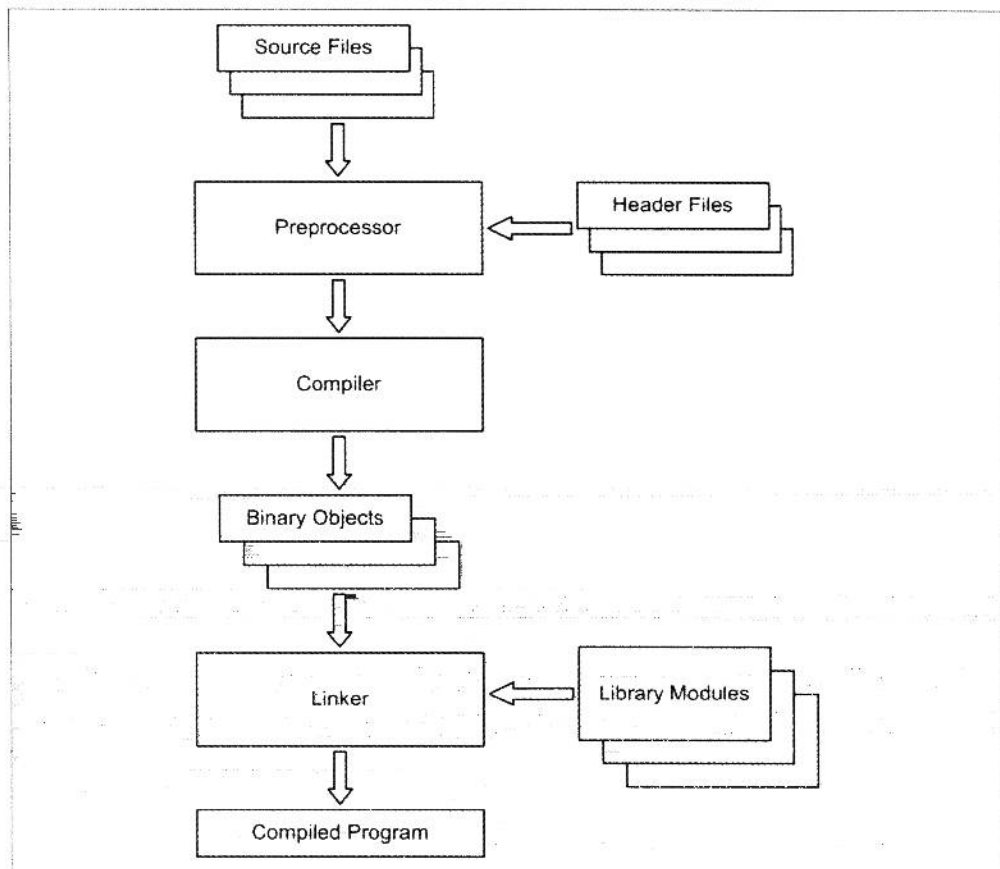 Source Files
Preprocessor
Header Files
Compiler
Binary Objects
Linker
Library Modules
Compiled Program